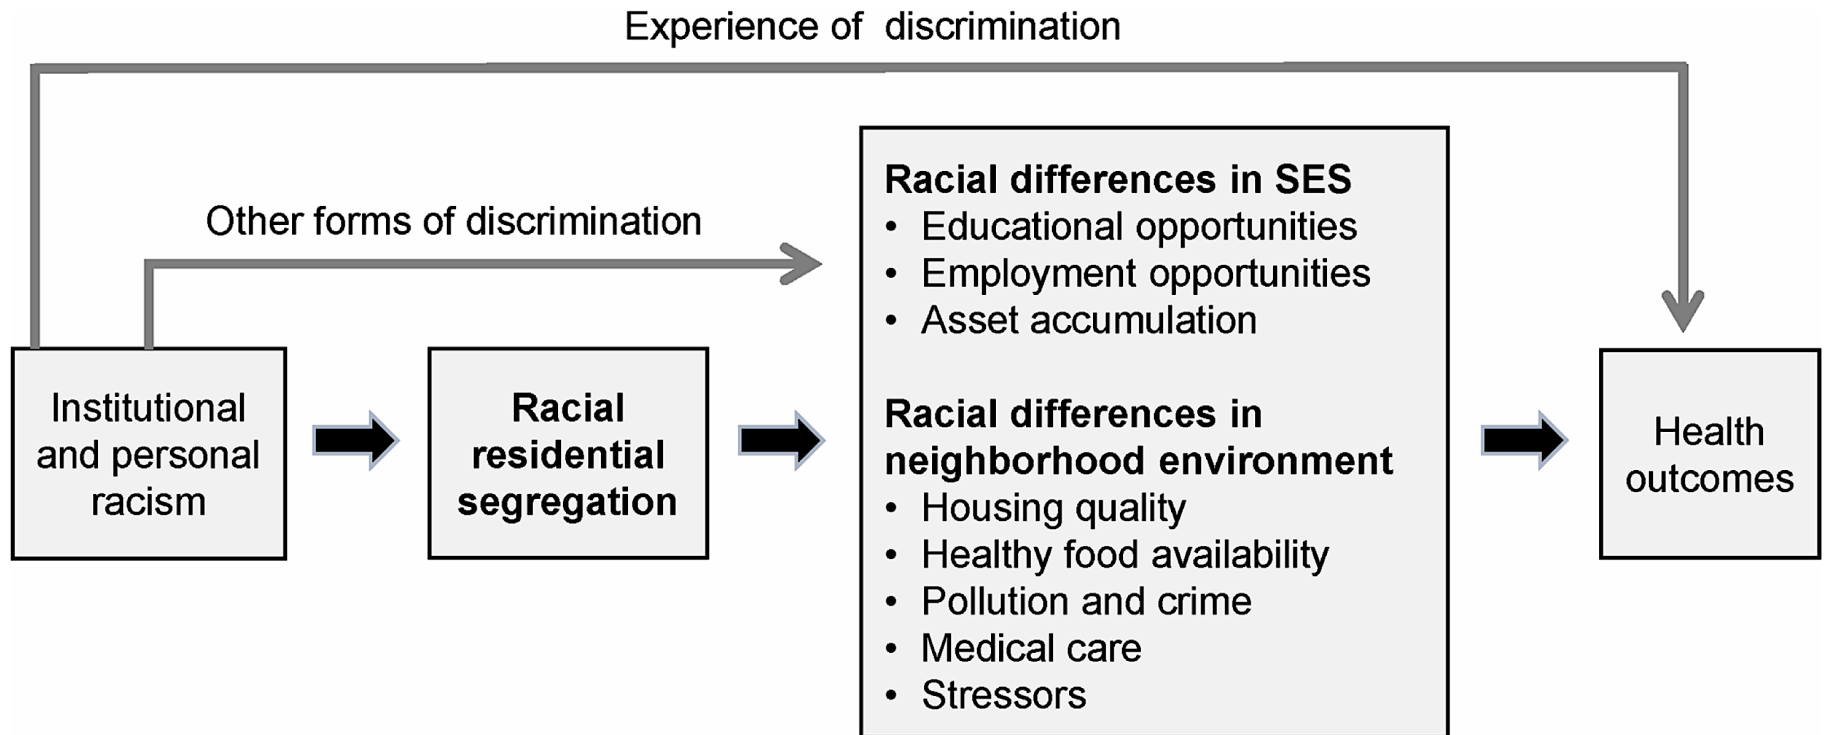 Experience of discrimination
Other forms of discrimination
Institutional
and personal
racism
Racial
residential
segregation
Racial differences in SES
• Educational opportunities
• Employment opportunities
• Asset accumulation
Racial differences in
neighborhood environment
• Housing quality
• Healthy food availability
• Pollution and crime
• Medical care
• Stressors
Health
outcomes